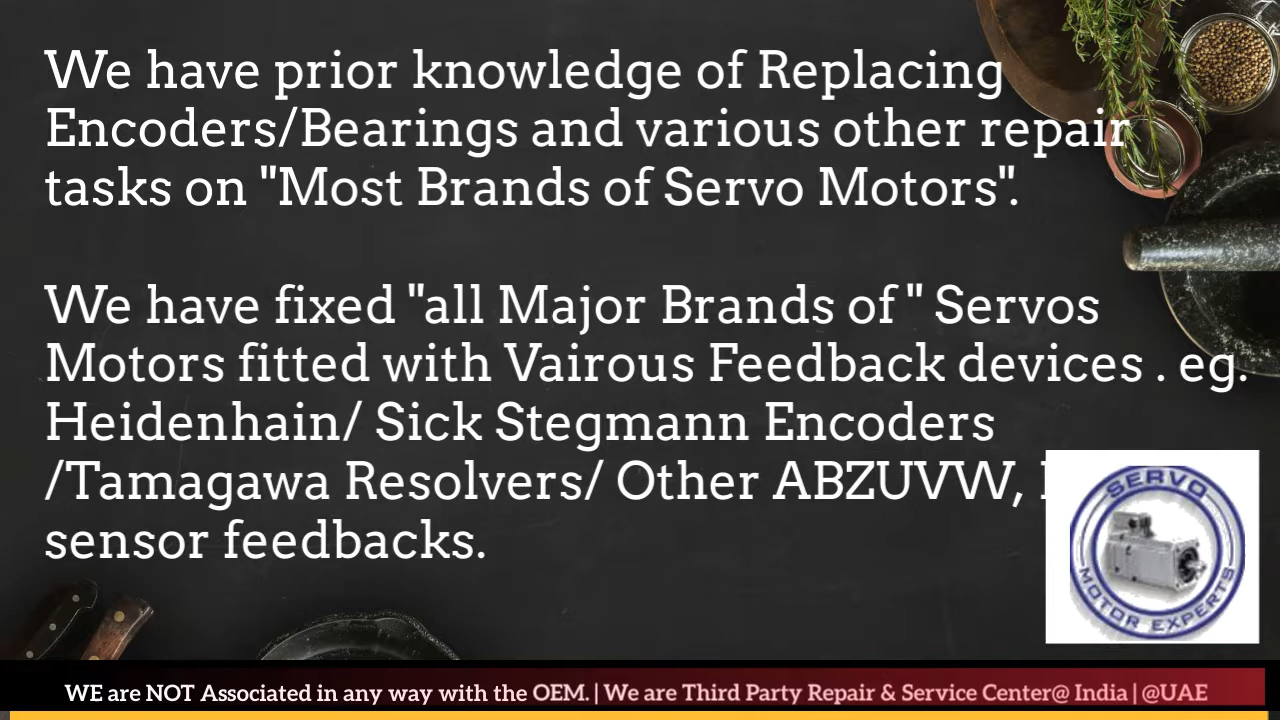 We have prior knowledge of Replacing
Encoders/Bearings and various other repair
tasks on "Most Brands of Servo Motors".
We have fixed "all Major Brands of " Servos
Motors fitted with Vairous Feedback devices . eg.
Heidenhain/ Sick Stegmann Encoders
/Tamagawa Resolvers/ Other ABZUVW,
sensor feedbacks.
SERVO
MOTOR EXPERTS
WE are NOT Associated in any way with the OEM. | We are Third Party Repair & Service Center@ India | @UAE